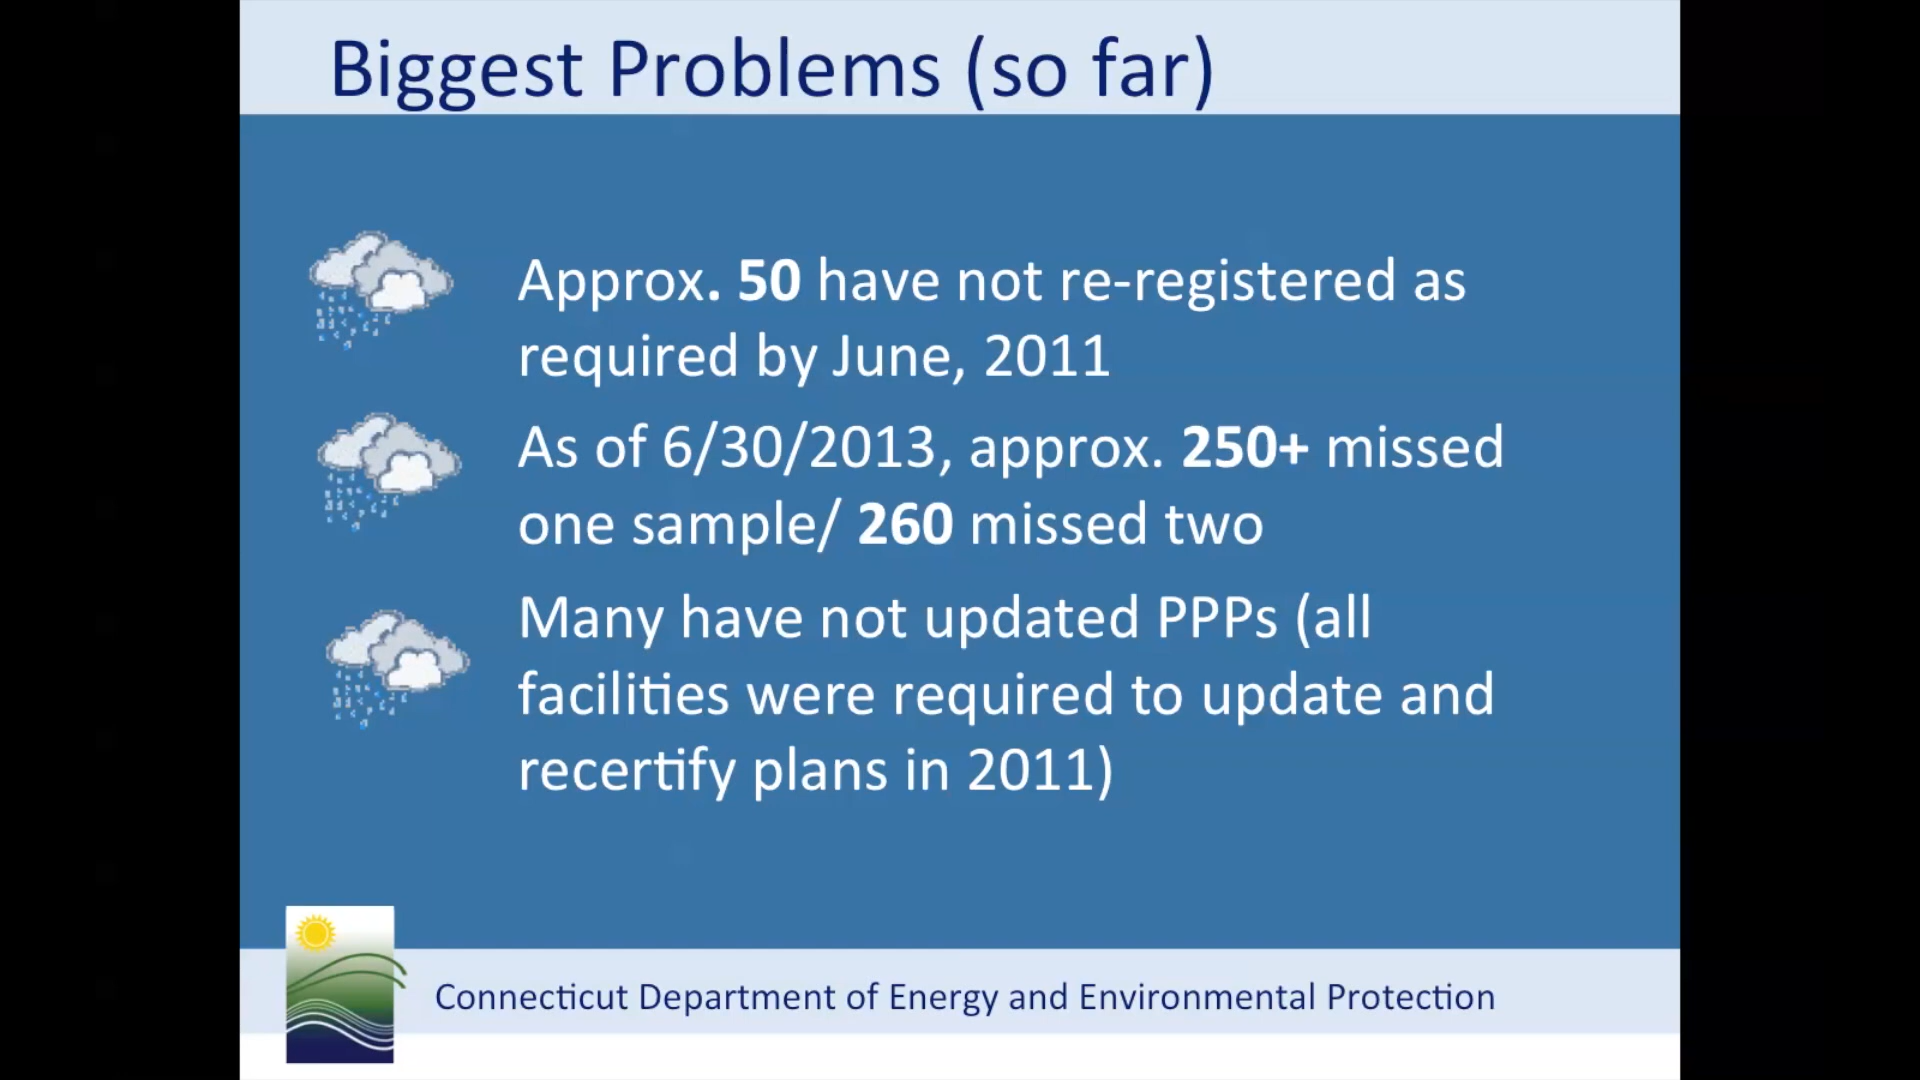 Biggest Problems (so far)
Approx. 50 have not re-registered as
required by June, 2011
As of 6/30/2013, approx. 250+ missed
one sample/ 260 missed two
Many have not updated PPPs (all
facilities were required to update and
recertify plans in 2011)
Connecticut Department of Energy and Environmental Protection